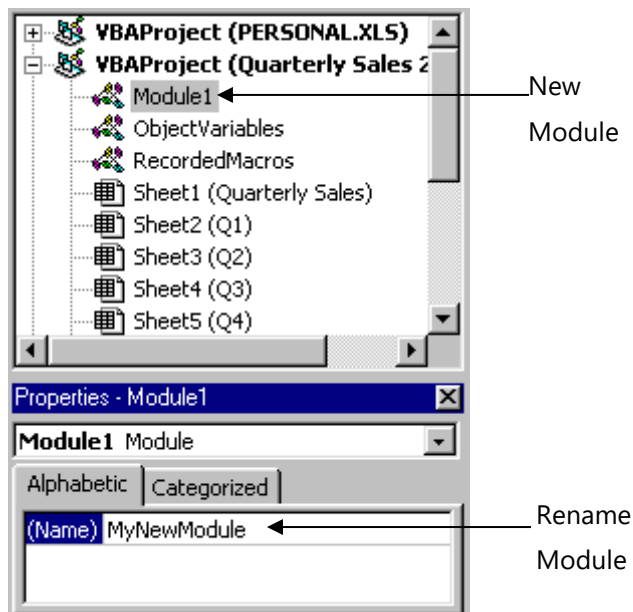 VBAProject (PERSONAL.XLS)
VBAProject (Quarterly Sales 2
Module1
New
Module
ObjectVariables
RecordedMacros
Sheet1 (Quarterly Sales)
Sheet2 (Q1)
Sheet3 (Q2)
Sheet4 (Q3)
Sheet5 (Q4)
Properties - Module1
Module1 Module
Alphabetic Categorized
(Name) MyNewModule
Rename
Module